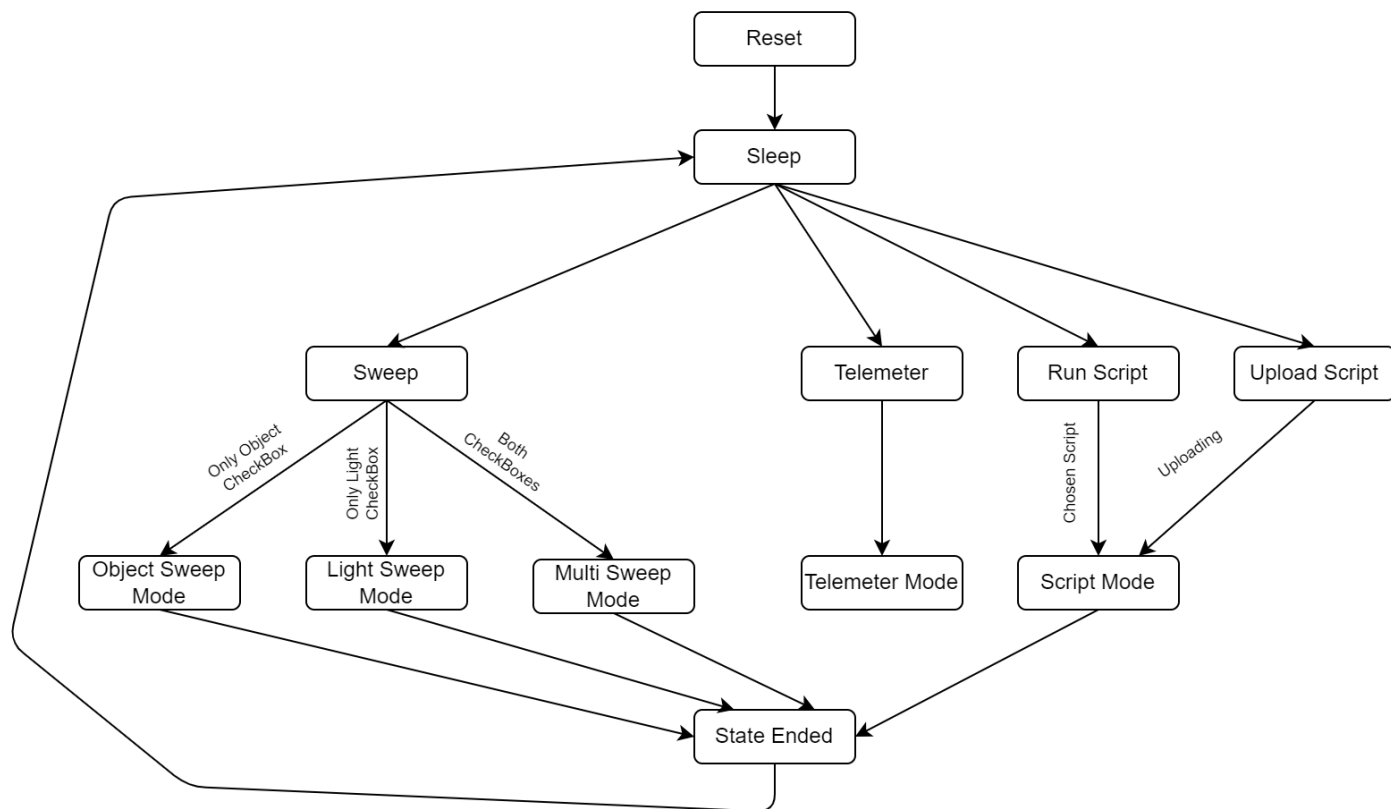 Reset
Sleep
Sweep
Telemeter
Run Script
Upload Script
Only Object
CheckBox
Only Light
CheckBox
Both
CheckBoxes
Chosen Script
Uploading
Object Sweep
Mode
Light Sweep
Mode
Multi Sweep
Mode
Telemeter Mode
Script Mode
State Ended